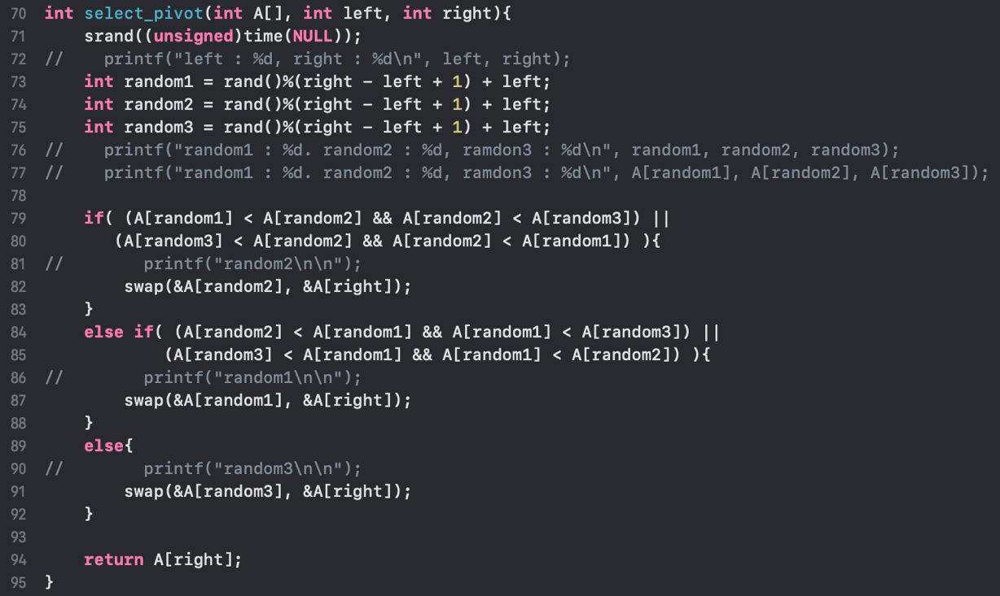 70 int select_pivot(int A[], int left, int right){
71     srand((unsigned)time(NULL));
72 //    printf("left : %d, right : %d\n", left, right);
73     int random1 = rand()%(right - left + 1) + left;
74     int random2 = rand()%(right - left + 1) + left;
75     int random3 = rand()%(right - left + 1) + left;
76 //    printf("random1 : %d. random2 : %d, ramdon3 : %d\n", random1, random2, random3);
77 //    printf("random1 : %d. random2 : %d, ramdon3 : %d\n", A[random1], A[random2], A[random3]);
78
79     if( (A[random1] < A[random2] && A[random2] < A[random3]) ||
80        (A[random3] < A[random2] && A[random2] < A[random1]) ){
81 //        printf("random2\n\n");
82         swap(&A[random2], &A[right]);
83     }
84     else if( (A[random2] < A[random1] && A[random1] < A[random3]) ||
85             (A[random3] < A[random1] && A[random1] < A[random2]) ){
86 //        printf("random1\n\n");
87         swap(&A[random1], &A[right]);
88     }
89     else{
90 //        printf("random3\n\n");
91         swap(&A[random3], &A[right]);
92     }
93
94     return A[right];
95 }